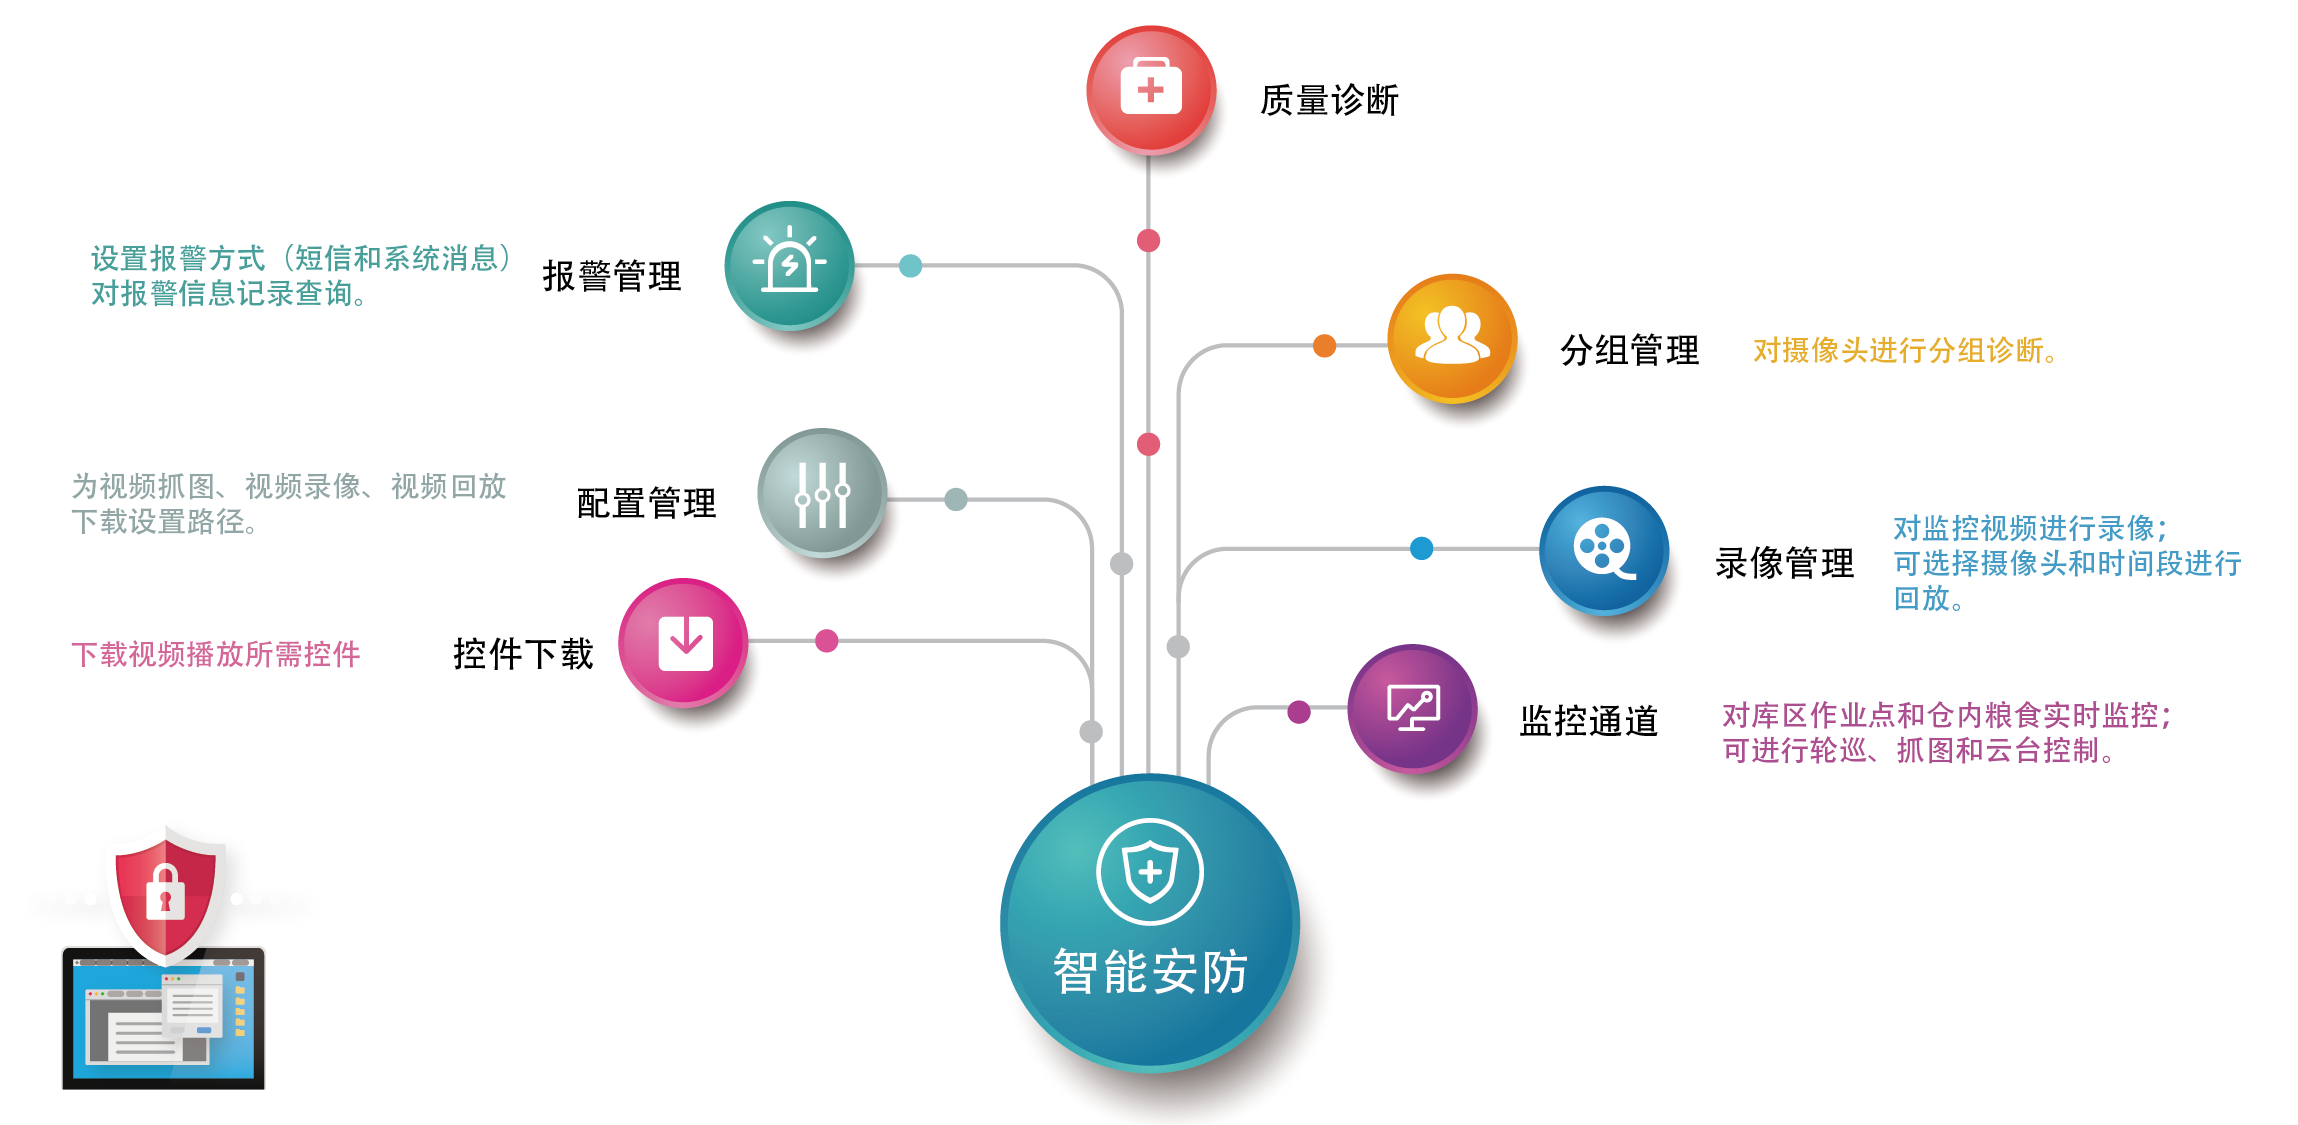 质量诊断
设置报警方式（短信和系统消息）
对报警信息记录查询。
报警管理
分组管理
对摄像头进行分组诊断。
为视频抓图、视频录像、视频回放
下载设置路径。
配置管理
录像管理
对监控视频进行录像；
可选择摄像头和时间段进行
回放。
下载视频播放所需控件
控件下载
监控通道
对库区作业点和仓内粮食实时监控；
可进行轮巡、抓图和云台控制。
智能安防